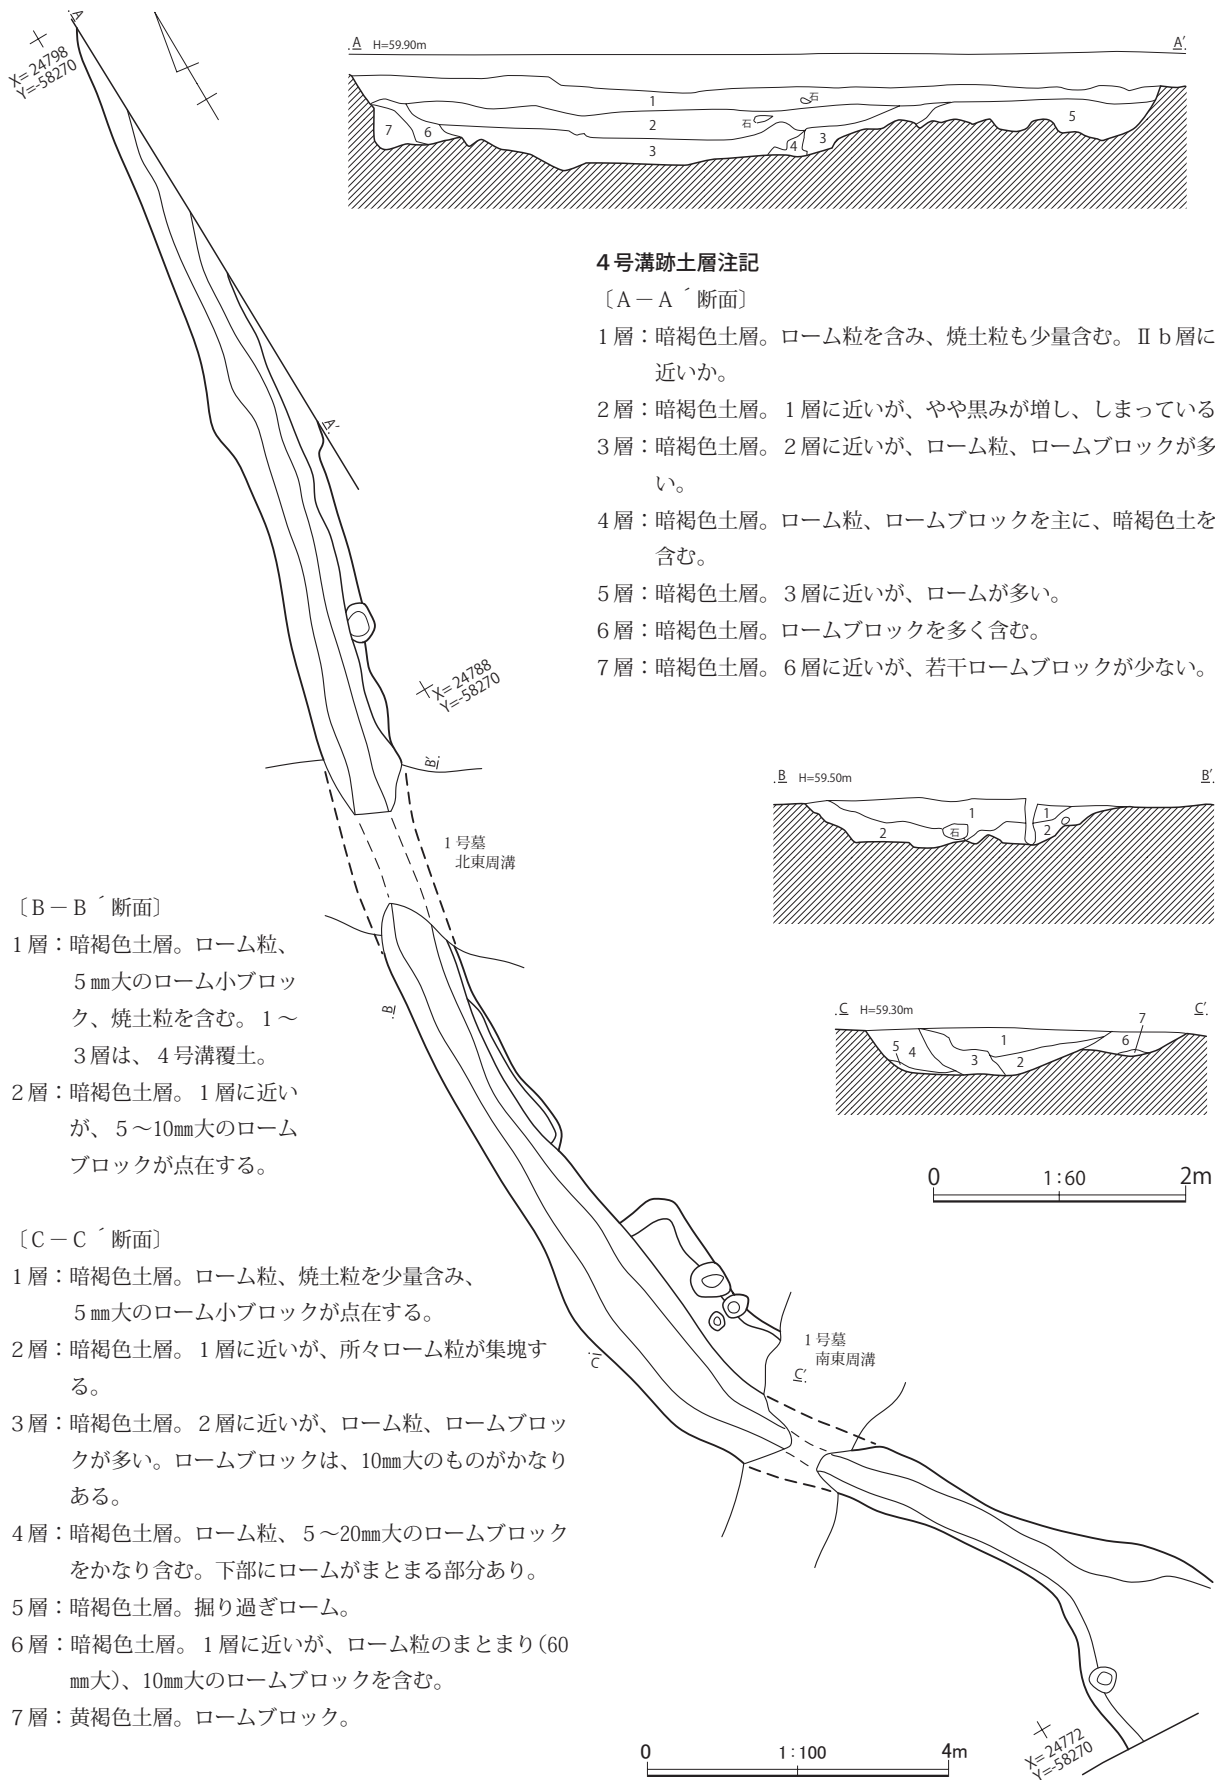 A
X= 24798
Y=-58270
A H=59.90m A′
1
石
2
石
3
4
3
5
6
7
4号溝跡土層注記
〔A－A´断面〕
1層：暗褐色土層。ローム粒を含み、焼土粒も少量含む。Ⅱb層に
近いか。
2層：暗褐色土層。1層に近いが、やや黒みが増し、しまっている
3層：暗褐色土層。2層に近いが、ローム粒、ロームブロックが多
い。
4層：暗褐色土層。ローム粒、ロームブロックを主に、暗褐色土を
含む。
5層：暗褐色土層。3層に近いが、ロームが多い。
6層：暗褐色土層。ロームブロックを多く含む。
7層：暗褐色土層。6層に近いが、若干ロームブロックが少ない。
A′
X= 24788
Y=-58270
B′
B H=59.50m B′
1
1
2
石
2
1号墓
北東周溝
B
〔B－B´断面〕
1層：暗褐色土層。ローム粒、
5㎜大のローム小ブロッ
ク、焼土粒を含む。1～
3層は、4号溝覆土。
2層：暗褐色土層。1層に近い
が、5～10㎜大のローム
ブロックが点在する。
C H=59.30m C′
7
1
6
5
4
3
2
0 1：60 2m
〔C－C´断面〕
1層：暗褐色土層。ローム粒、焼土粒を少量含み、
5㎜大のローム小ブロックが点在する。
2層：暗褐色土層。1層に近いが、所々ローム粒が集塊す
る。
3層：暗褐色土層。2層に近いが、ローム粒、ロームブロッ
クが多い。ロームブロックは、10㎜大のものがかなり
ある。
4層：暗褐色土層。ローム粒、5～20㎜大のロームブロック
をかなり含む。下部にロームがまとまる部分あり。
5層：暗褐色土層。掘り過ぎローム。
6層：暗褐色土層。1層に近いが、ローム粒のまとまり（60
㎜大）、10㎜大のロームブロックを含む。
7層：黄褐色土層。ロームブロック。
1号墓
南東周溝
C
C′
X= 24772
Y=-58270
0 1：100 4m